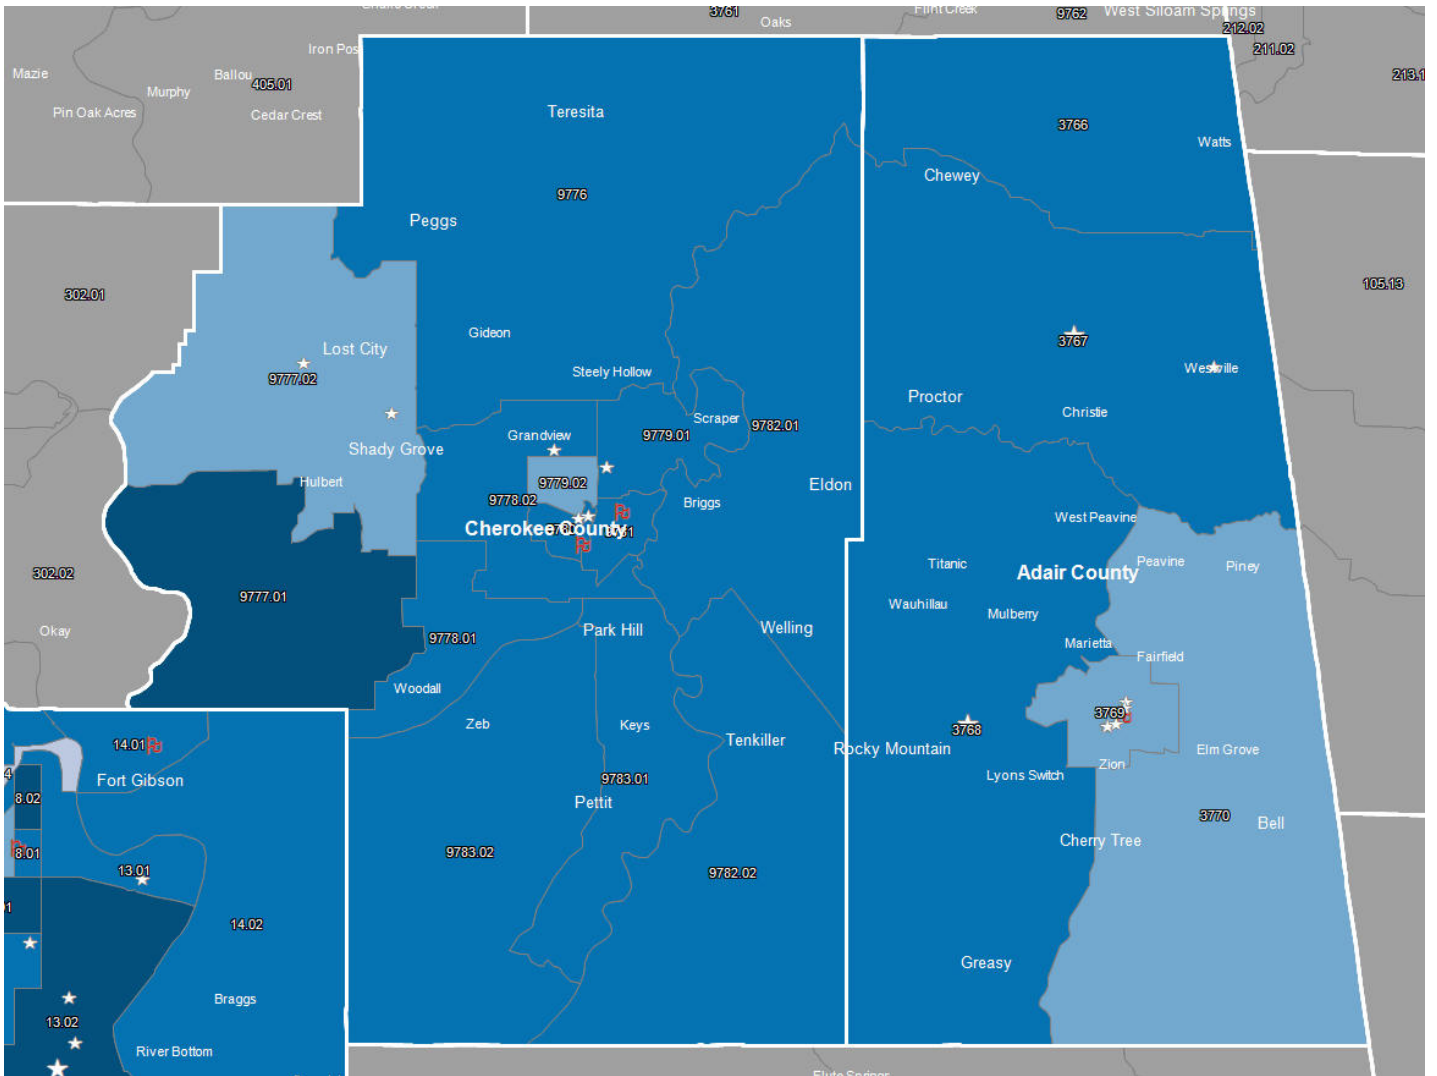 3761
Oaks
Flint Creek
9762
West Siloam Springs
212.02
211.02
213.1
Iron Pos
Mazie
Ballou
405.01
Murphy
Pin Oak Acres
Cedar Crest
Teresita
3766
Watts
Chewey
9776
Peggs
302.01
105.13
Gideon
Lost City
3767
9777.02
Steely Hollow
Westville
Proctor
Christie
Scraper
9782.01
Grandview
9779.01
Shady Grove
Hulbert
9779.02
Eldon
9778.02
Briggs
West Peavine
Cherokee County
Titanic
Adair County
Peavine
Piney
302.02
9777.01
Wauhillau
Mulberry
Okay
9778.01
Park Hill
Welling
Marietta
Fairfield
Woodall
Zeb
Keys
3769
3768
14.01
Tenkiller
Rocky Mountain
Elm Grove
Zion
4
Fort Gibson
9783.01
Lyons Switch
8.02
Pettit
3770
Bell
Cherry Tree
8.01
9783.02
13.01
9782.02
01
14.02
Greasy
Braggs
13.02
River Bottom